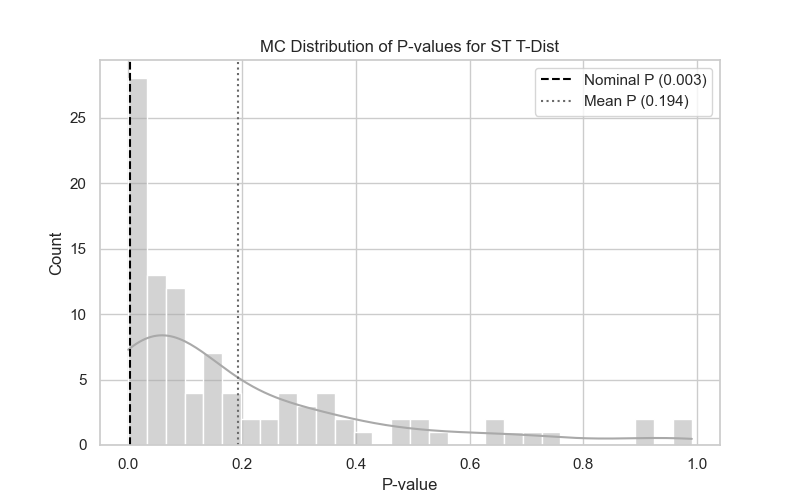 MC Distribution of P-values for ST T-Dist
Nominal P (0.003)
Mean P (0.194)
Count
25
20
15
10
5
0
0.0 0.2 0.4 0.6 0.8 1.0
P-value